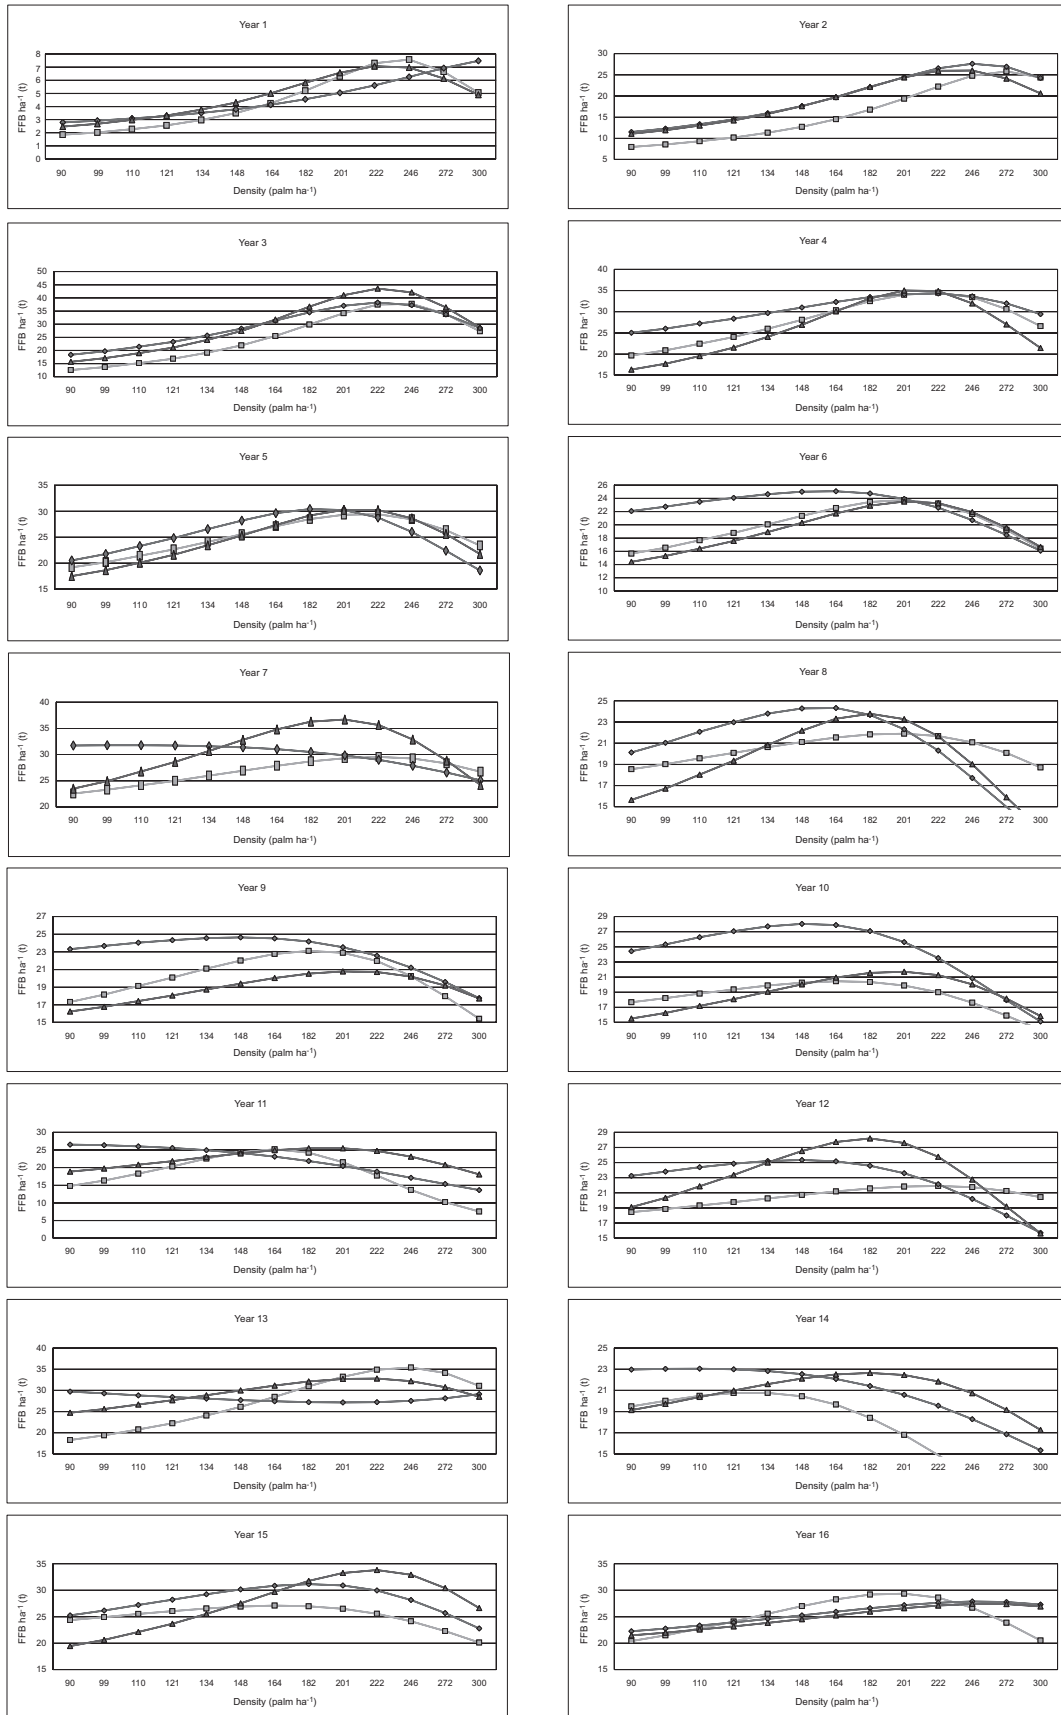 Year 1
8
7
6
5
4
3
2
1
0
FFB ha-1 (t)
90 99 110 121 134 148 164 182 201 222 246 272 300
Density (palm ha-1)
Year 2
30
25
20
15
10
5
FFB ha-1 (t)
90 99 110 121 134 148 164 182 201 222 246 272 300
Density (palm ha-1)
Year 3
50
45
40
35
30
25
20
15
10
FFB ha-1 (t)
90 99 110 121 134 148 164 182 201 222 246 272 300
Density (palm ha-1)
Year 4
40
35
30
25
20
15
FFB ha-1 (t)
90 99 110 121 134 148 164 182 201 222 246 272 300
Density (palm ha-1)
Year 5
35
30
25
20
15
FFB ha-1 (t)
90 99 110 121 134 148 164 182 201 222 246 272 300
Density (palm ha-1)
Year 6
26
24
22
20
18
16
14
12
10
FFB ha-1 (t)
90 99 110 121 134 148 164 182 201 222 246 272 300
Density (palm ha-1)
Year 7
40
35
30
25
20
FFB ha-1 (t)
90 99 110 121 134 148 164 182 201 222 246 272 300
Density (palm ha-1)
Year 8
25
23
21
19
17
15
FFB ha-1 (t)
90 99 110 121 134 148 164 182 201 222 246 272 300
Density (palm ha-1)
Year 9
27
25
23
21
19
17
15
FFB ha-1 (t)
90 99 110 121 134 148 164 182 201 222 246 272 300
Density (palm ha-1)
Year 10
29
27
25
23
21
19
17
15
FFB ha-1 (t)
90 99 110 121 134 148 164 182 201 222 246 272 300
Density (palm ha-1)
Year 11
30
25
20
15
10
5
0
FFB ha-1 (t)
90 99 110 121 134 148 164 182 201 222 246 272 300
Density (palm ha-1)
Year 12
29
27
25
23
21
19
17
15
FFB ha-1 (t)
90 99 110 121 134 148 164 182 201 222 246 272 300
Density (palm ha-1)
Year 13
40
35
30
25
20
15
FFB ha-1 (t)
90 99 110 121 134 148 164 182 201 222 246 272 300
Density (palm ha-1)
Year 14
25
23
21
19
17
15
FFB ha-1 (t)
90 99 110 121 134 148 164 182 201 222 246 272 300
Density (palm ha-1)
Year 15
35
30
25
20
15
FFB ha-1 (t)
90 99 110 121 134 148 164 182 201 222 246 272 300
Density (palm ha-1)
Year 16
35
30
25
20
15
FFB ha-1 (t)
90 99 110 121 134 148 164 182 201 222 246 272 300
Density (palm ha-1)